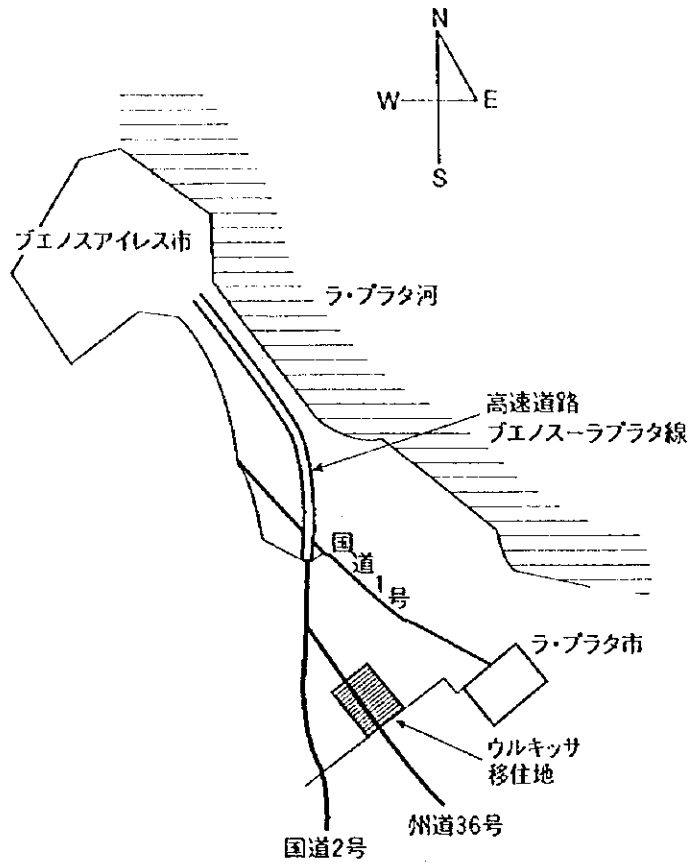 N
W E
S
ブエノスアイレス市
ラ・プラタ河
高速道路
ブエノスーラプラタ線
国道1号
ラ・プラタ市
ウルキッサ
移住地
州道36号
国道2号